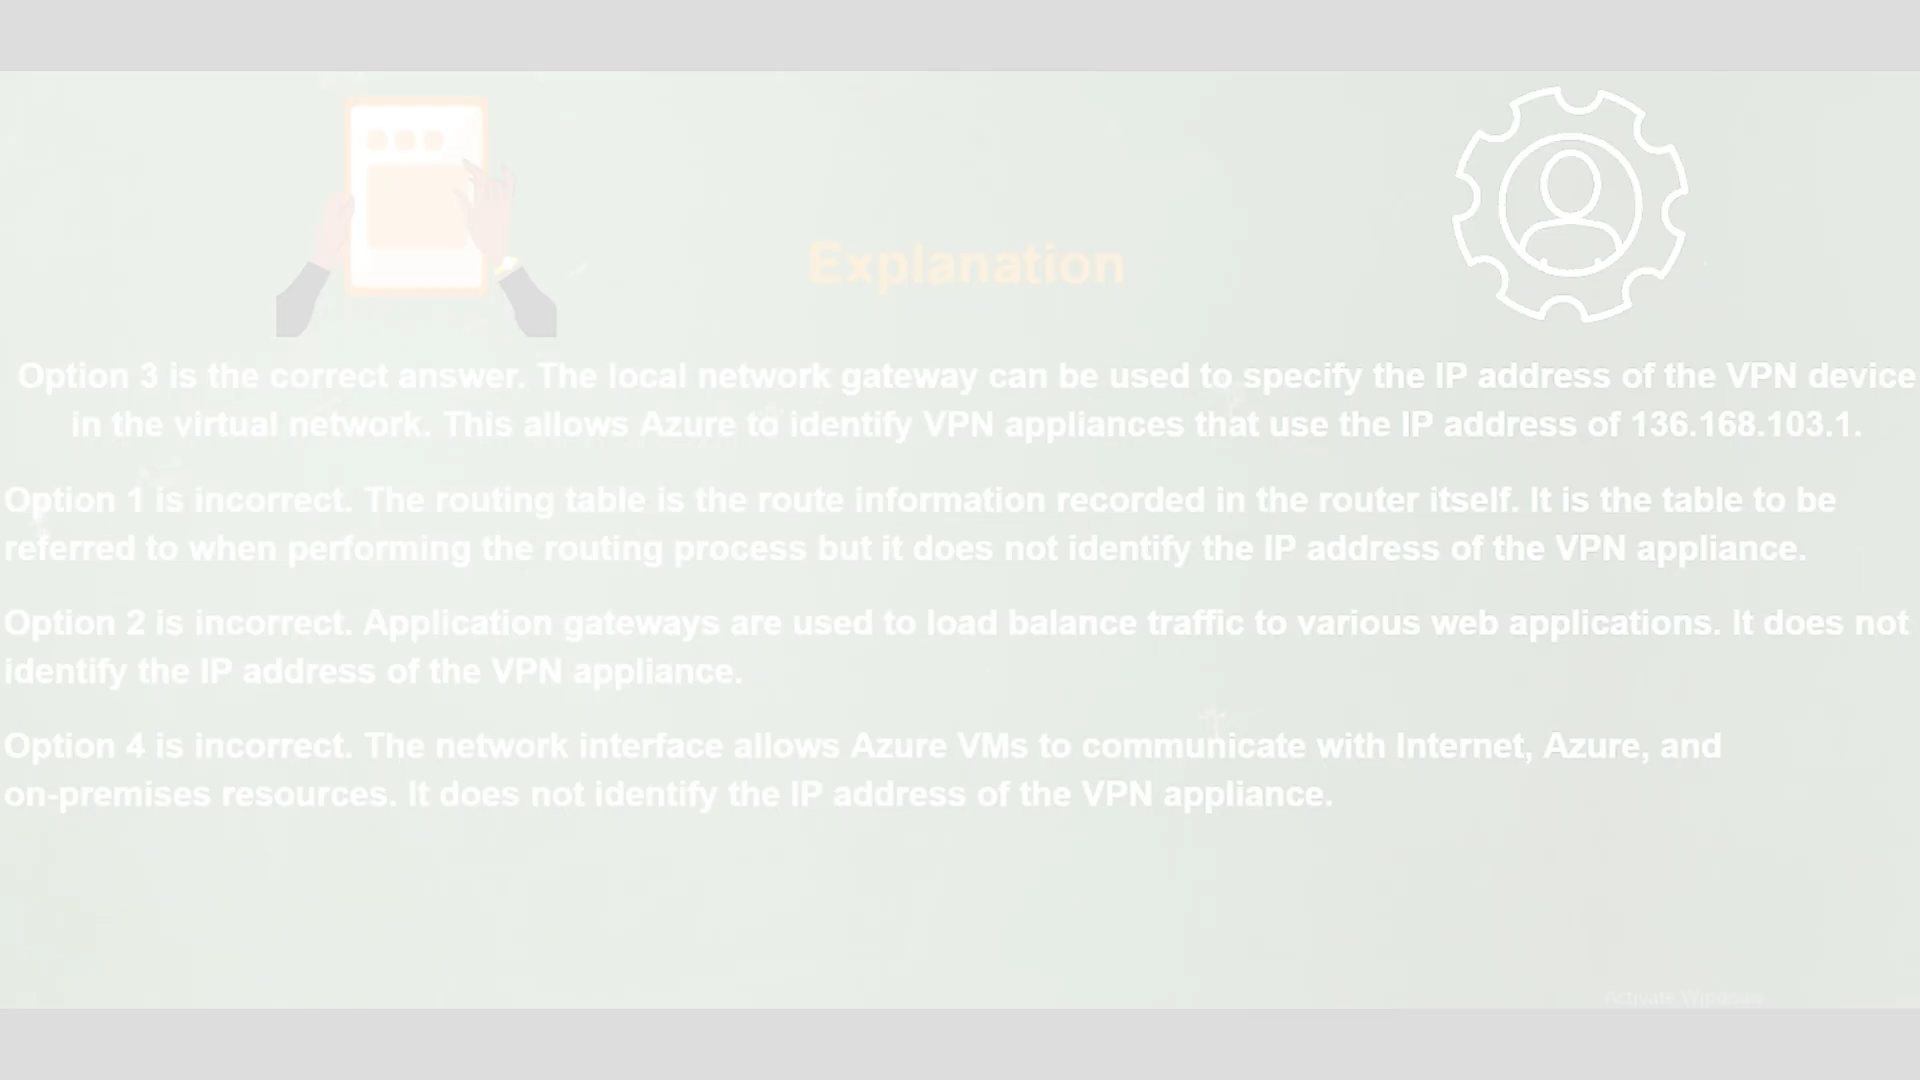 Explanation
Option 3 is the correct answer. The local network gateway can be used to specify the IP address of the VPN device
in the virtual network. This allows Azure to identify VPN appliances that use the IP address of 136.168.103.1.
Option 1 is incorrect. The routing table is the route information recorded in the router itself. It is the table to be
referred to when performing the routing process but it does not identify the IP address of the VPN appliance.
Option 2 is incorrect. Application gateways are used to load balance traffic to various web applications. It does not
identify the IP address of the VPN appliance.
Option 4 is incorrect. The network interface allows Azure VMs to communicate with Internet, Azure, and
on-premises resources. It does not identify the IP address of the VPN appliance.
Activate Windows